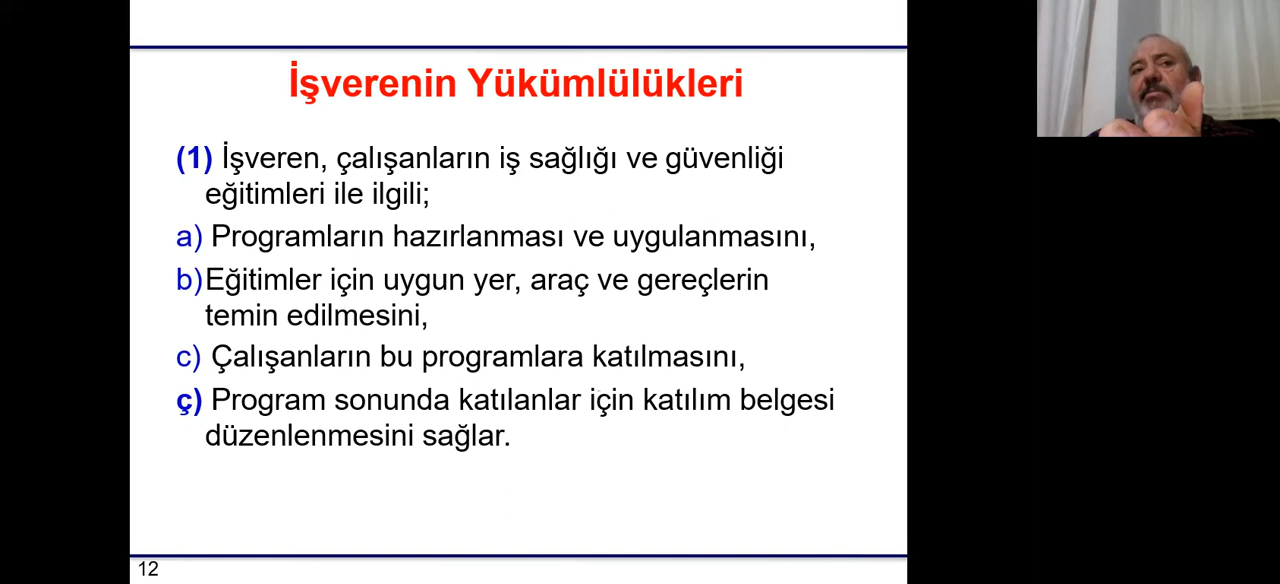 İşverenin Yükümlülükleri
(1) İşveren, çalışanların iş sağlığı ve güvenliği
eğitimleri ile ilgili;
a) Programların hazırlanması ve uygulanmasını,
b)Eğitimler için uygun yer, araç ve gereçlerin
temin edilmesini,
c) Çalışanların bu programlara katılmasını,
ç) Program sonunda katılanlar için katılım belgesi
düzenlenmesini sağlar.
12